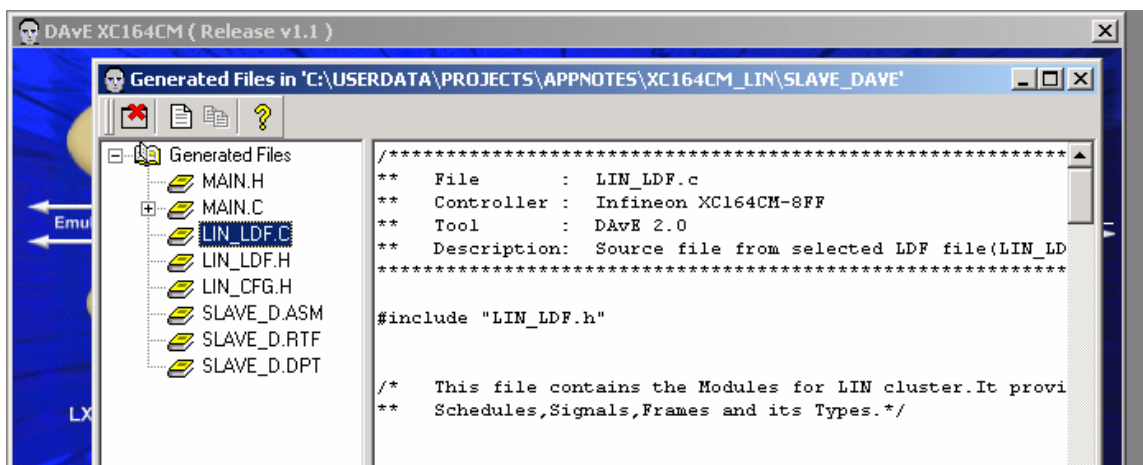 DAvE XC164CM ( Release v1.1 )
Generated Files in 'C:\USERDATA\PROJECTS\APPNOTES\XC164CM_LIN\SLAVE_DAVE'
Generated Files
MAIN.H
MAIN.C
LIN_LDF.C
LIN_LDF.H
LIN_CFG.H
SLAVE_D.ASM
SLAVE_D.RTF
SLAVE_D.DPT
Emul
LX
/************************************************************
** File : LIN_LDF.c
** Controller : Infineon XC164CM-8FF
** Tool : DAvE 2.0
** Description: Source file from selected LDF file(LIN_LD
*************************************************************
#include "LIN_LDF.h"
/* This file contains the Modules for LIN cluster.It provi
** Schedules,Signals,Frames and its Types.*/